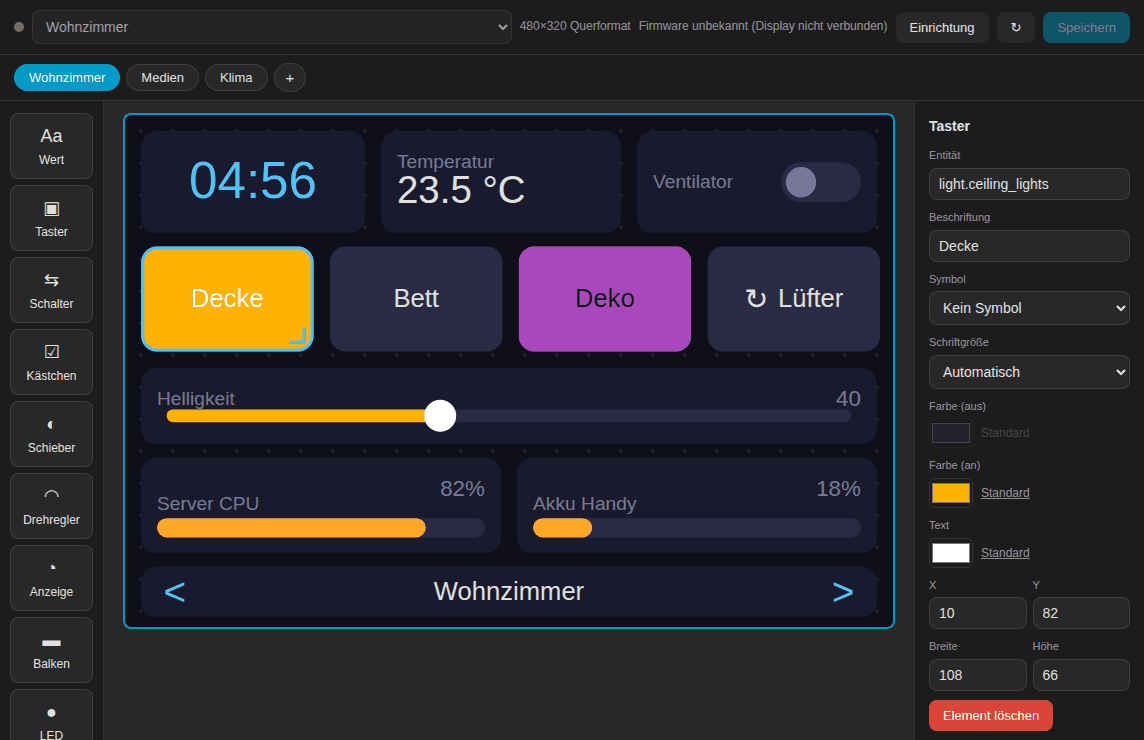 Wohnzimmer
480×320 Querformat Firmware unbekannt (Display nicht verbunden)
Einrichtung
↻
Speichern
Wohnzimmer
Medien
Klima
+
Aa
Wert
Taster
Schalter
Kästchen
Schieber
Drehregler
Anzeige
Balken
LED
04:56
Temperatur
23.5 °C
Ventilator
Decke
Bett
Deko
↻ Lüfter
Helligkeit
40
Server CPU
82%
Akku Handy
18%
<
Wohnzimmer
>
Taster
Entität
light.ceiling_lights
Beschriftung
Decke
Symbol
Kein Symbol
Schriftgröße
Automatisch
Farbe (aus)
Standard
Farbe (an)
Standard
Text
Standard
X
Y
10
82
Breite
Höhe
108
66
Element löschen